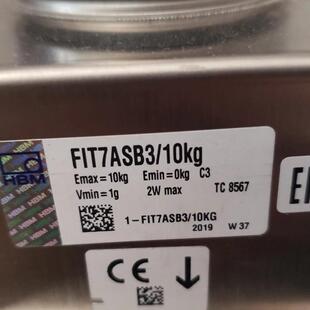 HBM
FIT7ASB3/10kg
Emax=10kg Emin=0kg C3
Vmin=1g 2W max TC 8567
1-FIT7ASB3/10KG
2019 W 37
CE